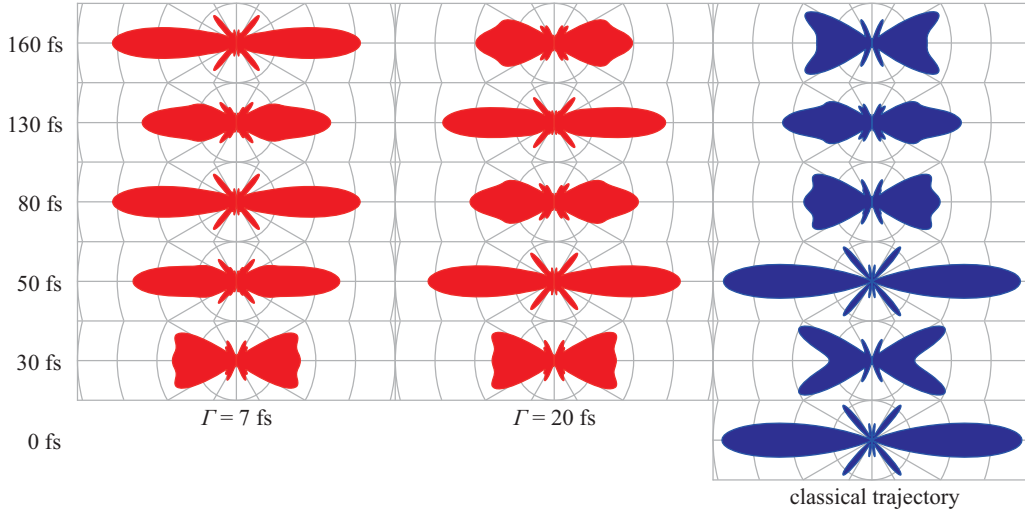 160 fs
130 fs
80 fs
50 fs
30 fs
Γ = 7 fs
Γ = 20 fs
0 fs
classical trajectory